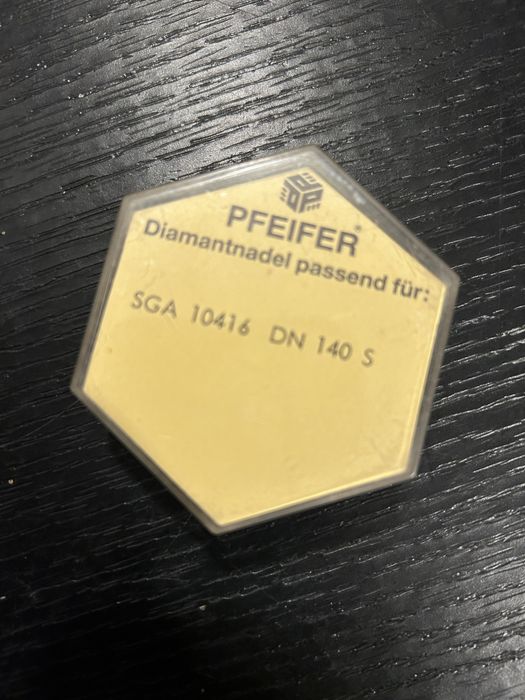 PFEIFER®
Diamantnadel passend für:
SGA 10416 DN 140 S